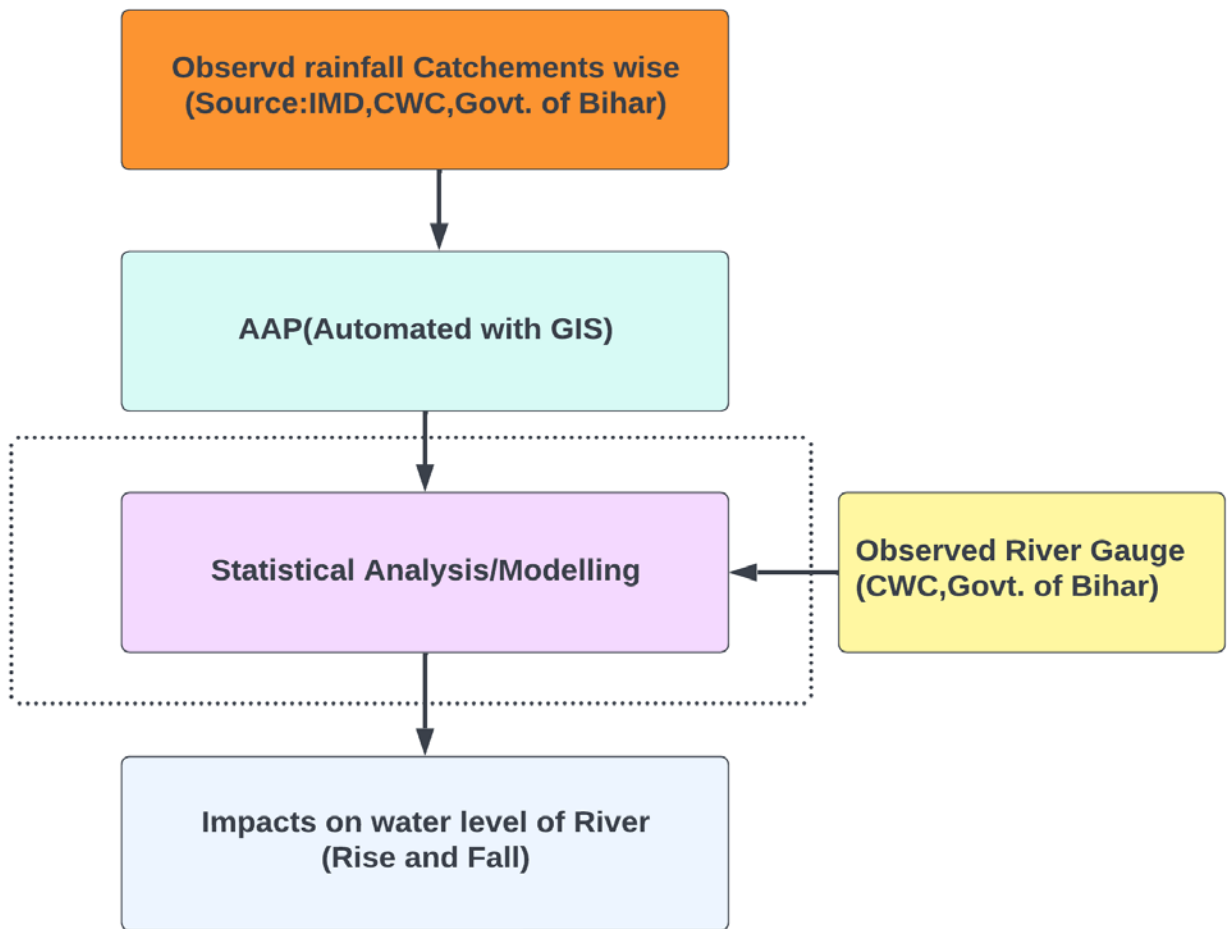 Observd rainfall Catchements wise
(Source:IMD,CWC,Govt. of Bihar)
AAP(Automated with GIS)
Statistical Analysis/Modelling
Observed River Gauge
(CWC,Govt. of Bihar)
Impacts on water level of River
(Rise and Fall)